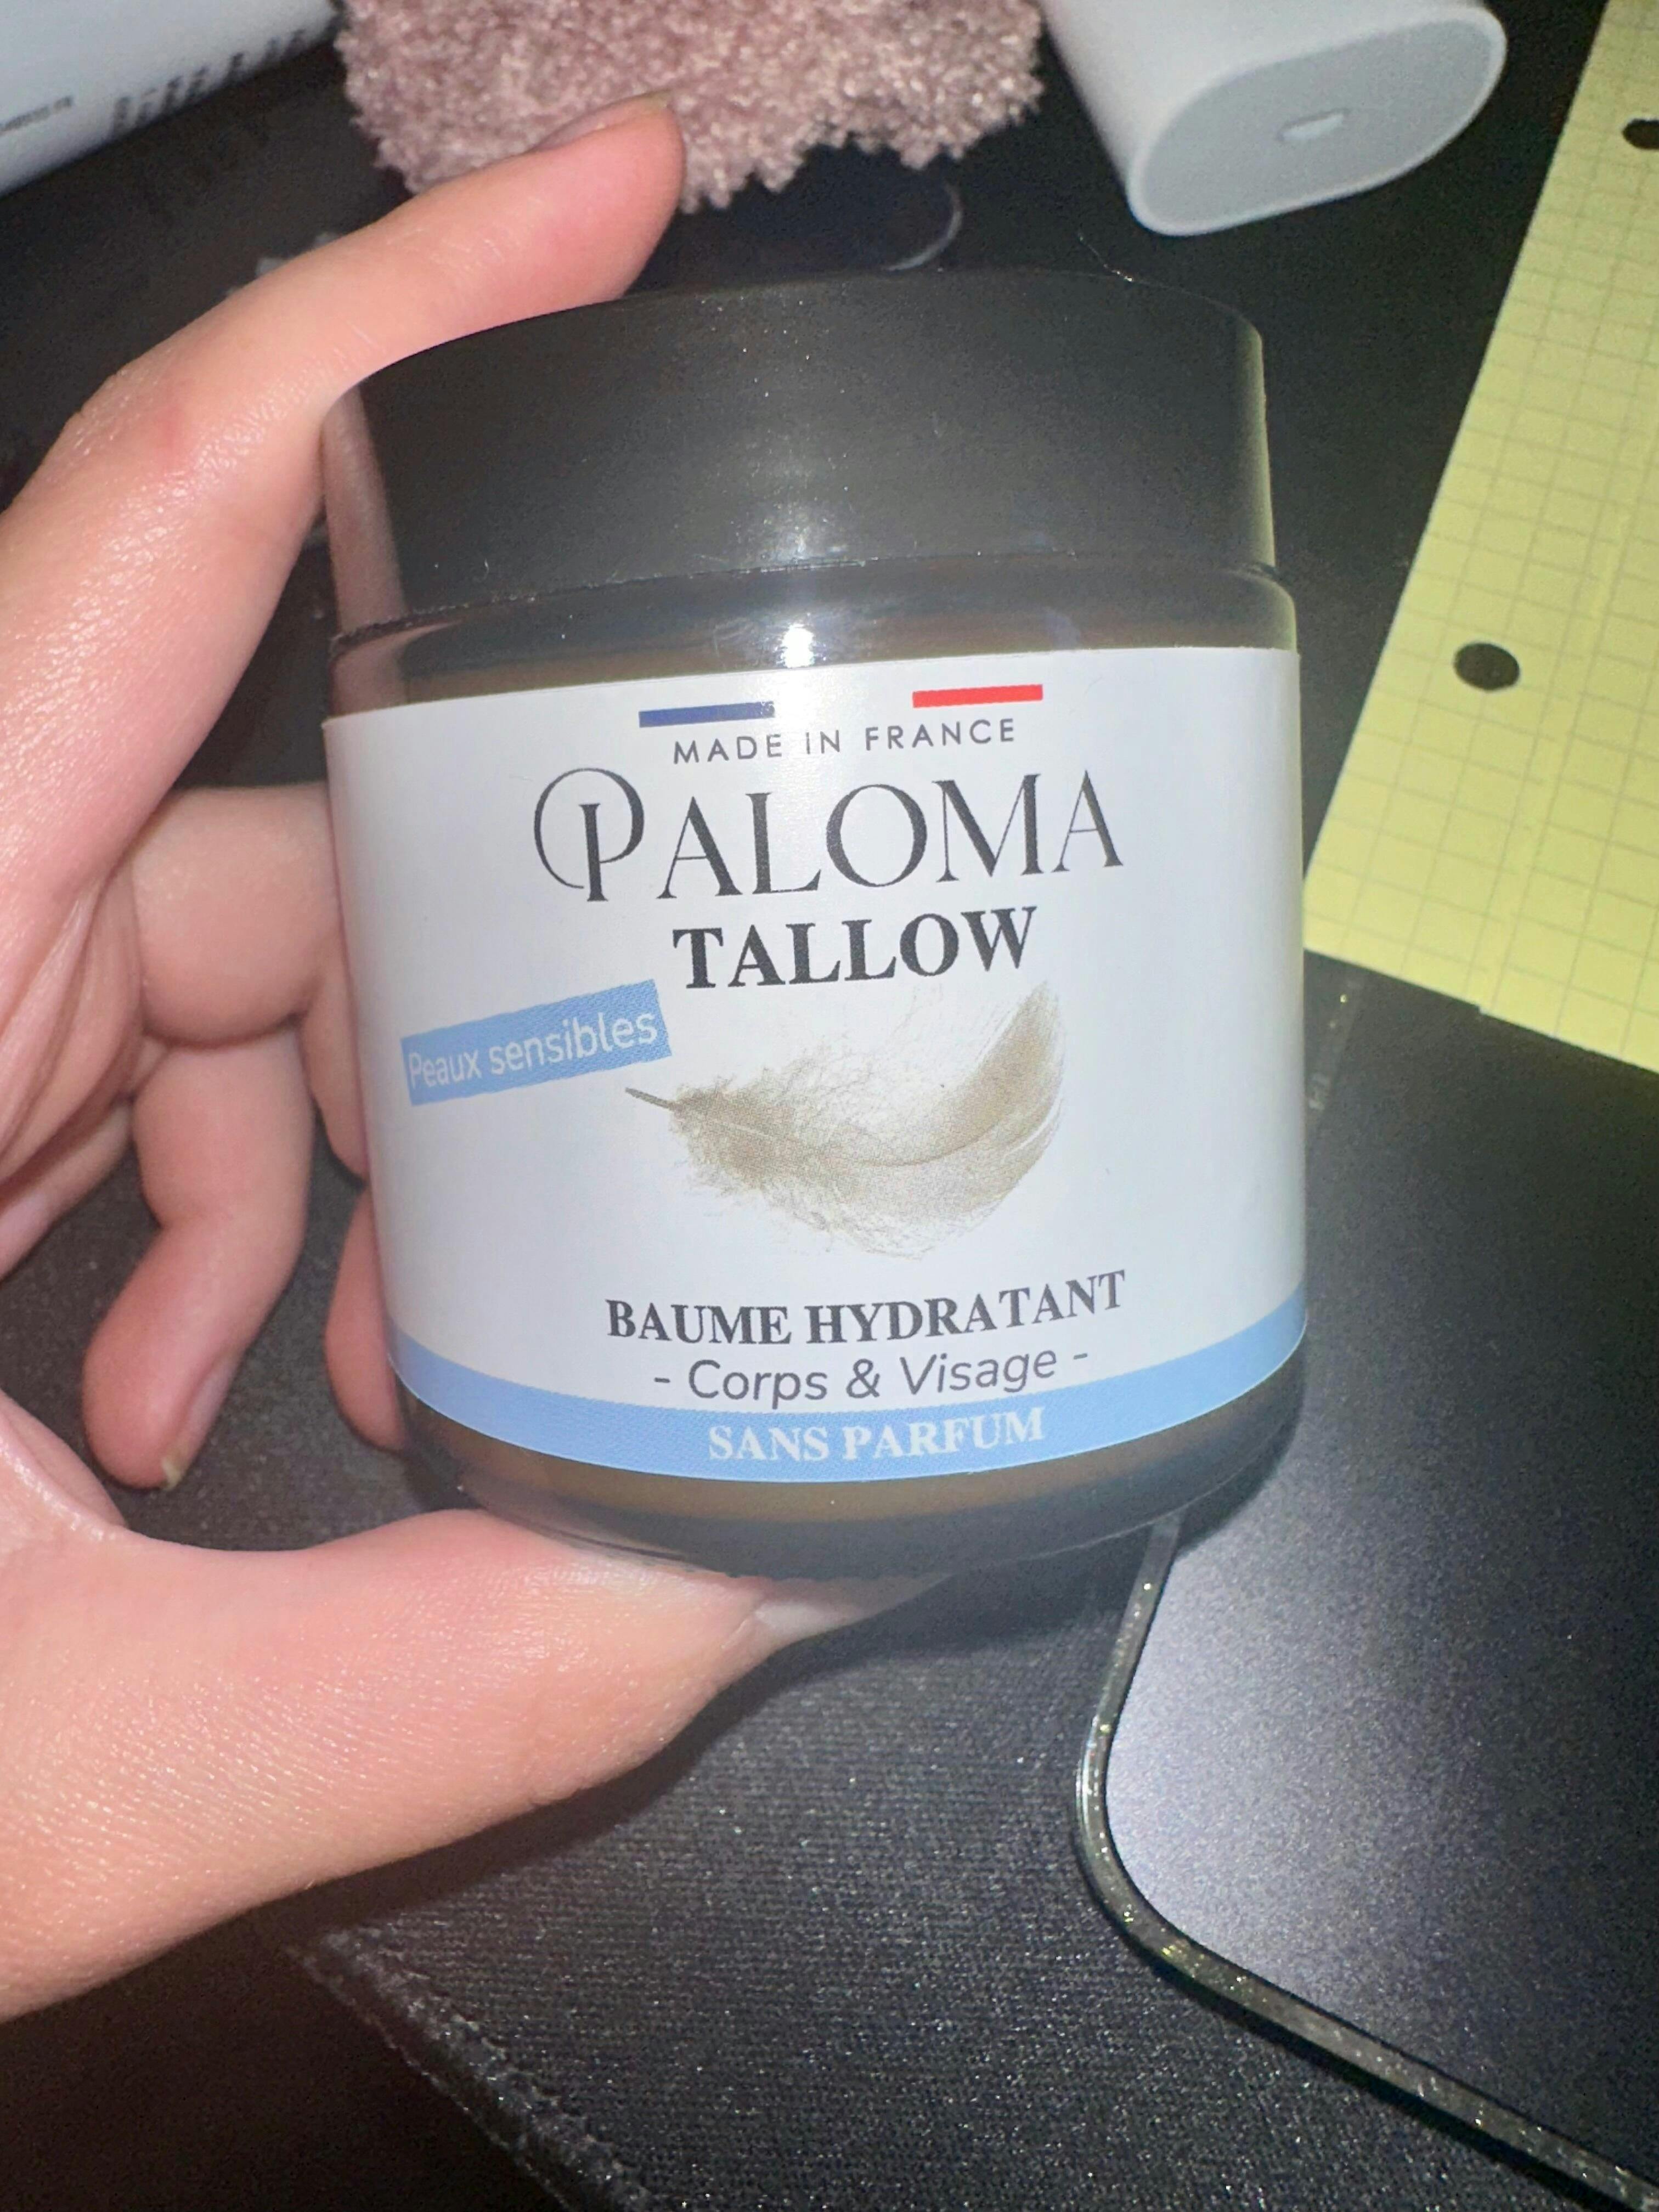 MADE IN FRANCE
PALOMA
TALLOW
Peaux sensibles
BAUME HYDRATANT
- Corps & Visage -
SANS PARFUM